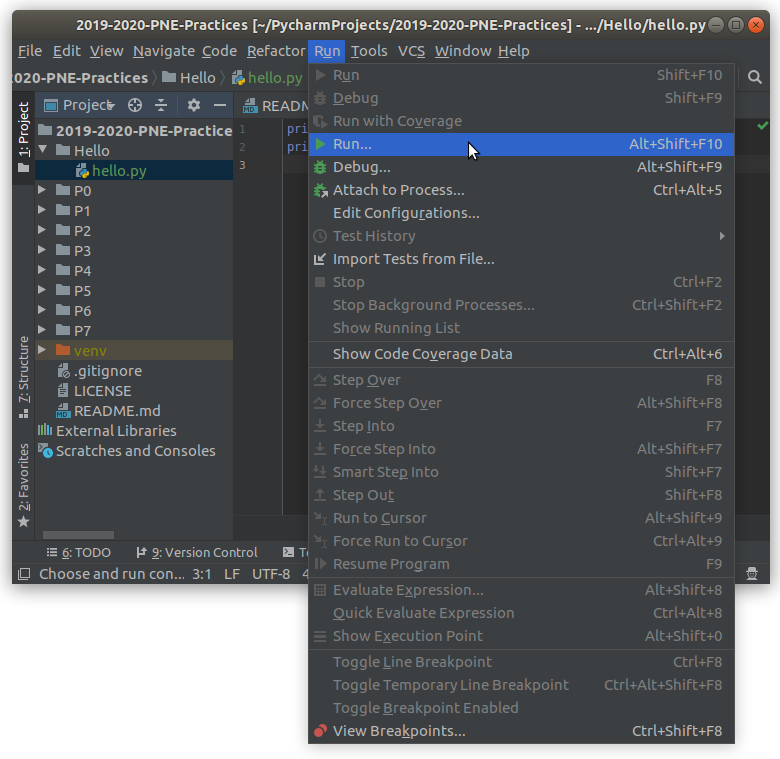 2019-2020-PNE-Practices [~/PycharmProjects/2019-2020-PNE-Practices] - .../Hello/hello.py
File Edit View Navigate Code Refactor Run Tools VCS Window Help
020-PNE-Practices Hello hello.py
1: Project
7: Structure
2: Favorites
Project
2019-2020-PNE-Practice
Hello
hello.py
P0
P1
P2
P3
P4
P5
P6
P7
venv
.gitignore
LICENSE
README.md
External Libraries
Scratches and Consoles
READM
1 pri
2 pri
3
Run Shift+F10
Debug Shift+F9
Run with Coverage
Run... Alt+Shift+F10
Debug... Alt+Shift+F9
Attach to Process... Ctrl+Alt+5
Edit Configurations...
Test History
Import Tests from File...
Stop Ctrl+F2
Stop Background Processes... Ctrl+Shift+F2
Show Running List
Show Code Coverage Data Ctrl+Alt+6
Step Over F8
Force Step Over Alt+Shift+F8
Step Into F7
Force Step Into Alt+Shift+F7
Smart Step Into Shift+F7
Step Out Shift+F8
Run to Cursor Alt+Shift+9
Force Run to Cursor Ctrl+Alt+9
Resume Program F9
Evaluate Expression... Alt+Shift+8
Quick Evaluate Expression Ctrl+Alt+8
Show Execution Point Alt+Shift+0
Toggle Line Breakpoint Ctrl+F8
Toggle Temporary Line Breakpoint Ctrl+Alt+Shift+F8
Toggle Breakpoint Enabled
View Breakpoints... Ctrl+Shift+F8
6: TODO 9: Version Control Te
Choose and run con... 3:1 LF UTF-8 4